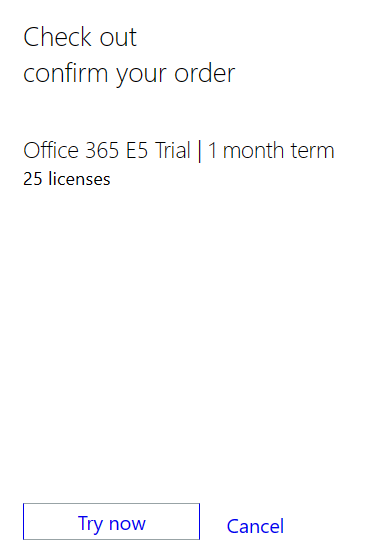 Check out
confirm your order
Office 365 E5 Trial | 1 month term
25 licenses
Try now
Cancel